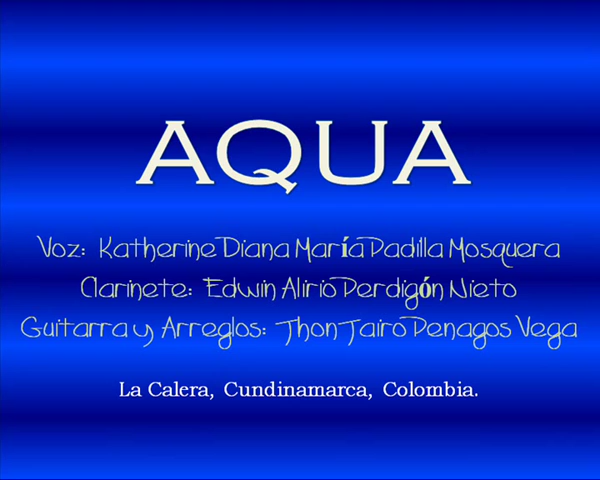 AQUA
Voz: Katherine Diana María Padilla Mosquera
Clarinete: Edwin Alirio Perdigón Nieto
Guitarra y Arreglos: Jhon Jairo Penagos Vega
La Calera, Cundinamarca, Colombia.